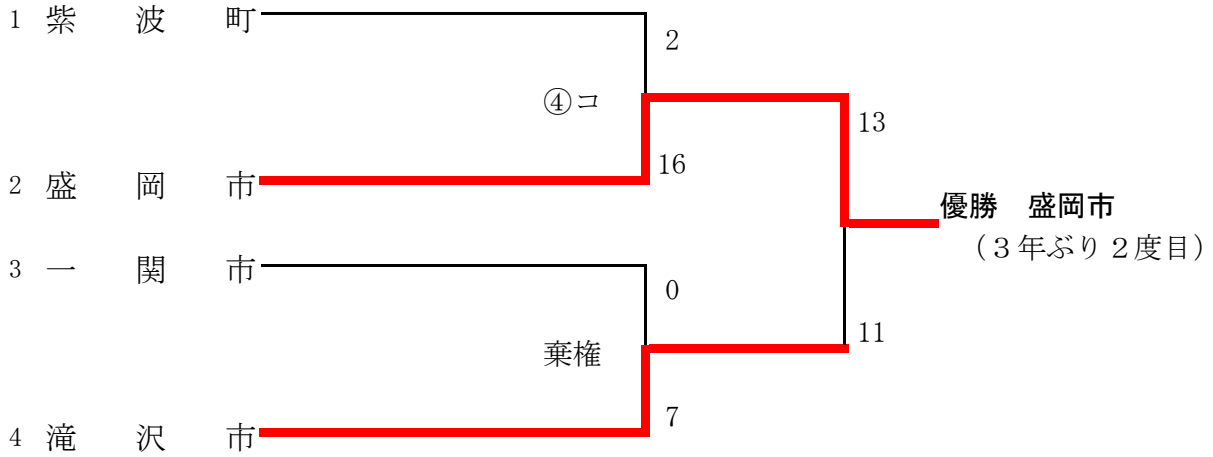 1 紫 波 町
2
④コ
13
16
2 盛 岡 市
優勝 盛岡市
(３年ぶり２度目)
3 一 関 市
0
11
棄権
7
4 滝 沢 市